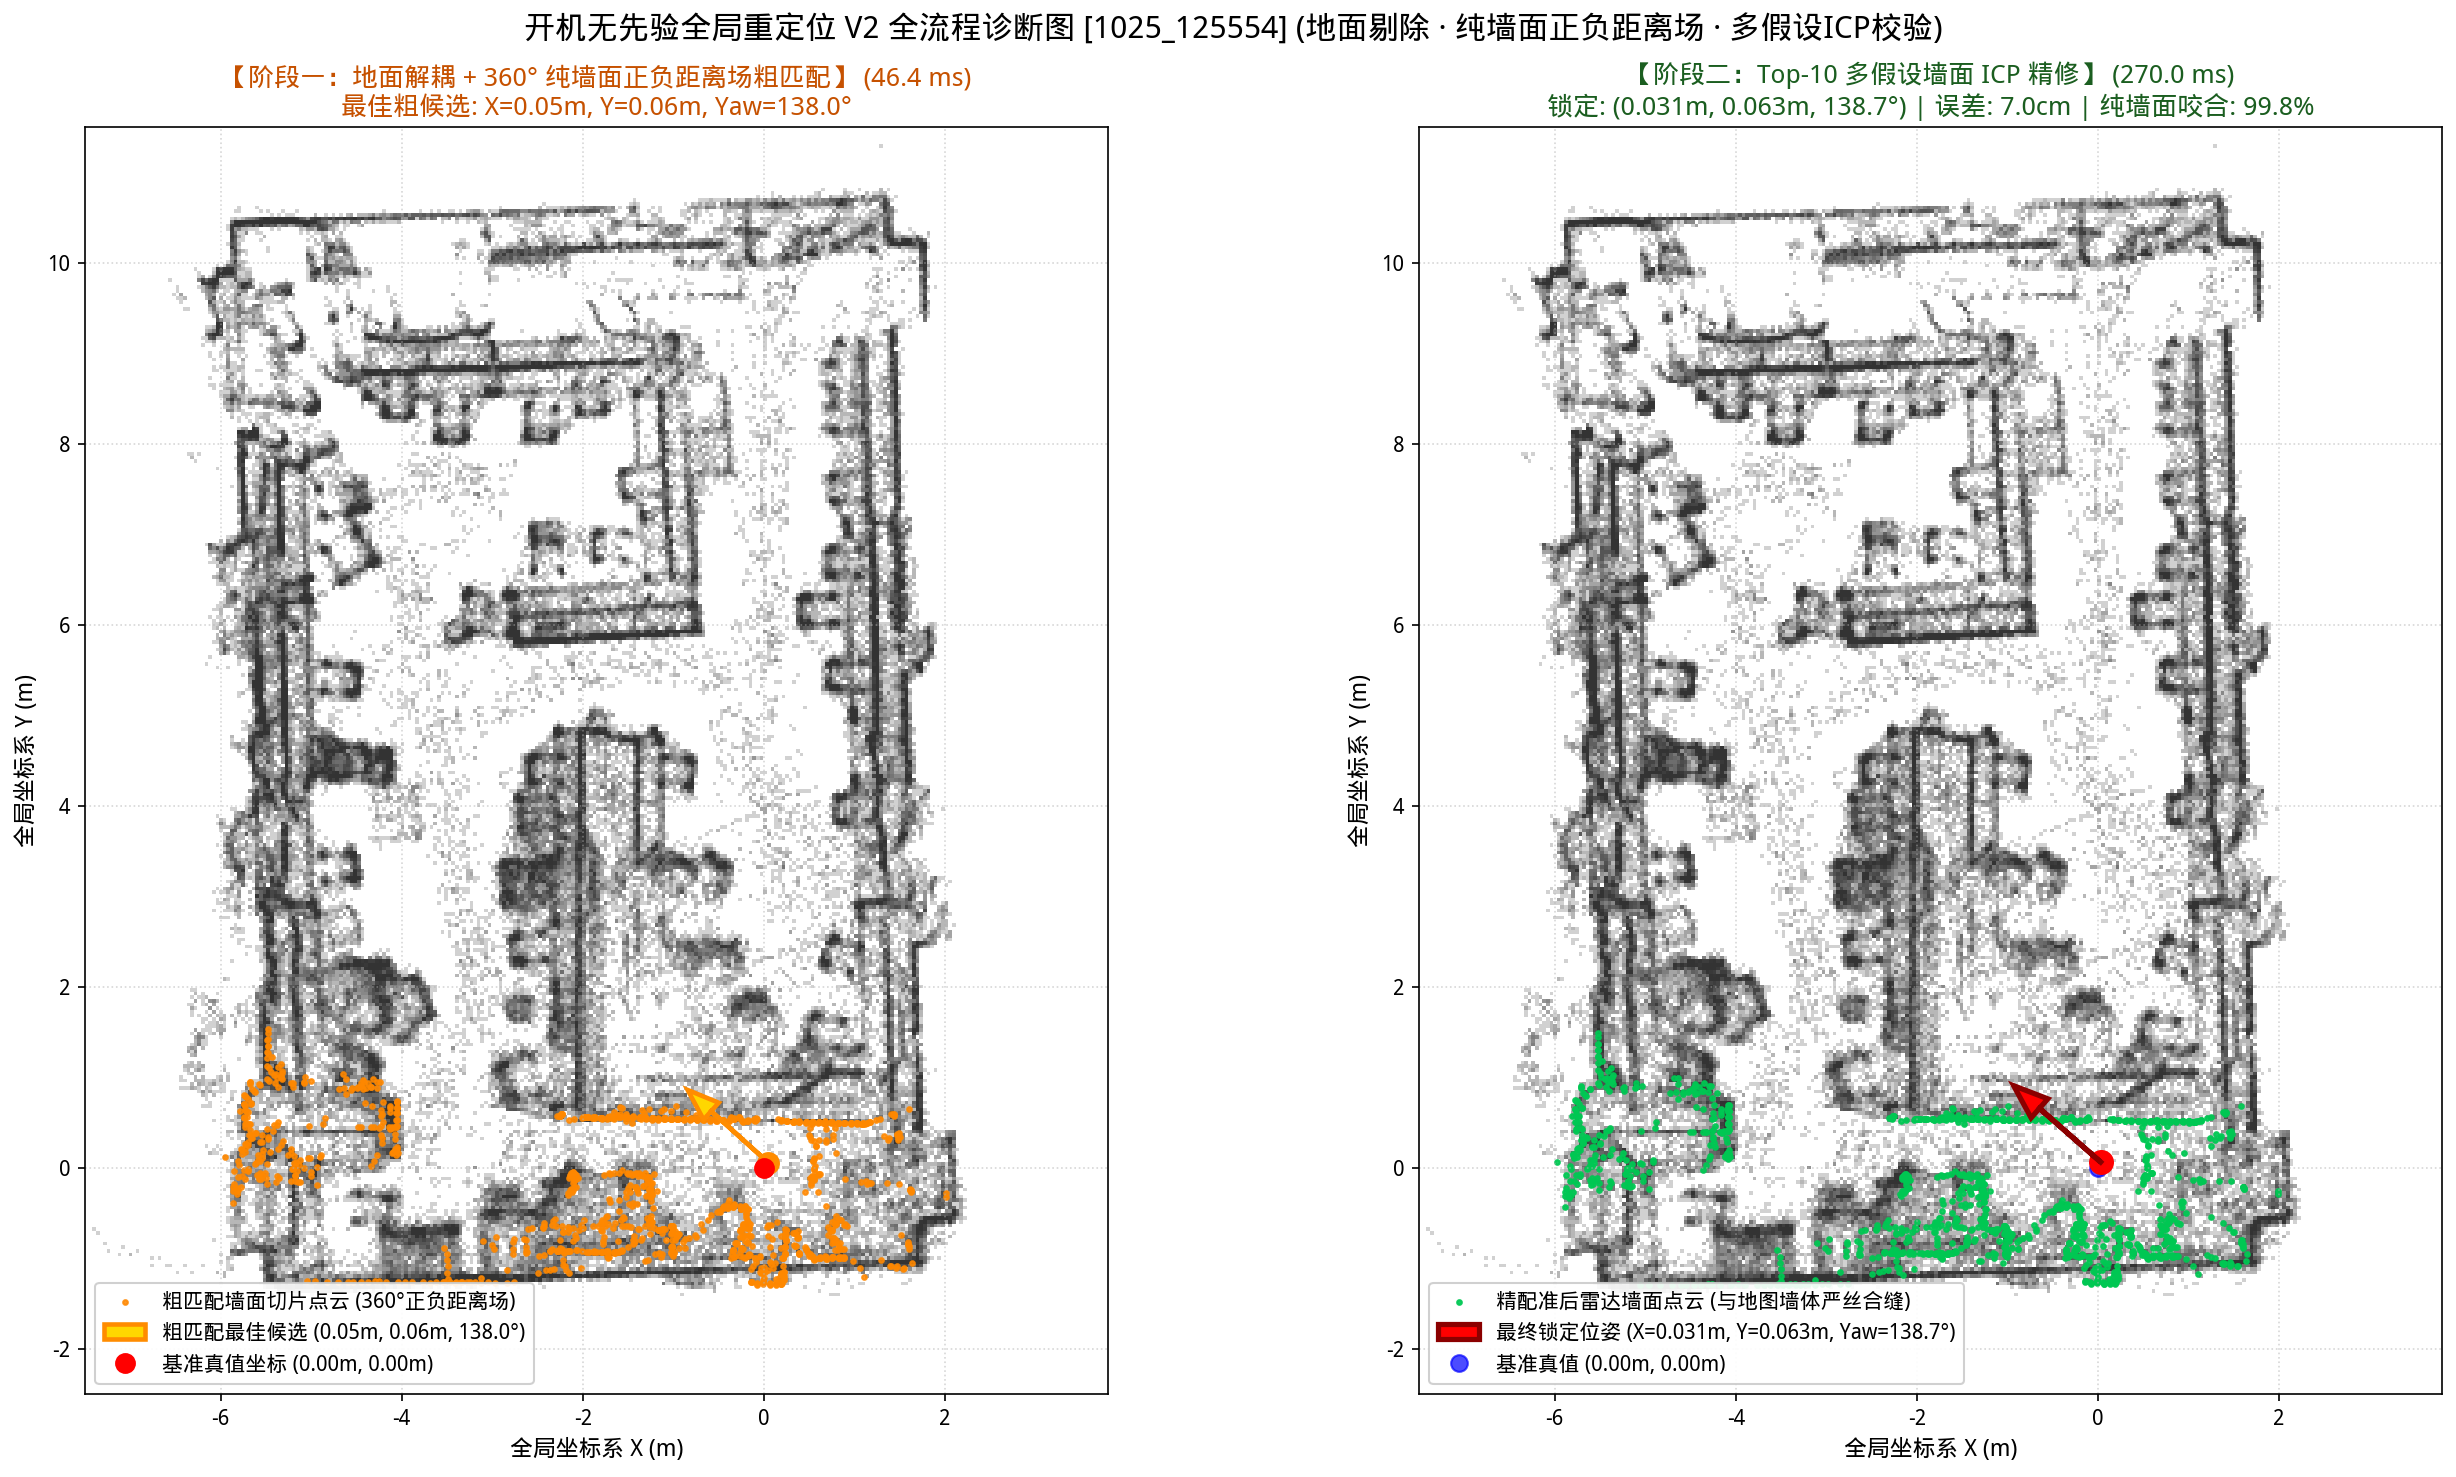 开机无先验全局重定位 V2 全流程诊断图 [1025_125554] (地面剔除 · 纯墙面正负距离场 · 多假设ICP校验)
【阶段一：地面解耦 + 360° 纯墙面正负距离场粗匹配】 (46.4 ms)
最佳粗候选: X=0.05m, Y=0.06m, Yaw=138.0°
全局坐标系 Y (m)
10
8
6
4
2
0
-2
粗匹配墙面切片点云 (360°正负距离场)
粗匹配最佳候选 (0.05m, 0.06m, 138.0°)
基准真值坐标 (0.00m, 0.00m)
-6
-4
-2
0
2
全局坐标系 X (m)
【阶段二：Top-10 多假设墙面 ICP 精修】 (270.0 ms)
锁定: (0.031m, 0.063m, 138.7°) | 误差: 7.0cm | 纯墙面咬合: 99.8%
全局坐标系 Y (m)
10
8
6
4
2
0
-2
精配准后雷达墙面点云 (与地图墙体严丝合缝)
最终锁定位姿 (X=0.031m, Y=0.063m, Yaw=138.7°)
基准真值 (0.00m, 0.00m)
-6
-4
-2
0
2
全局坐标系 X (m)